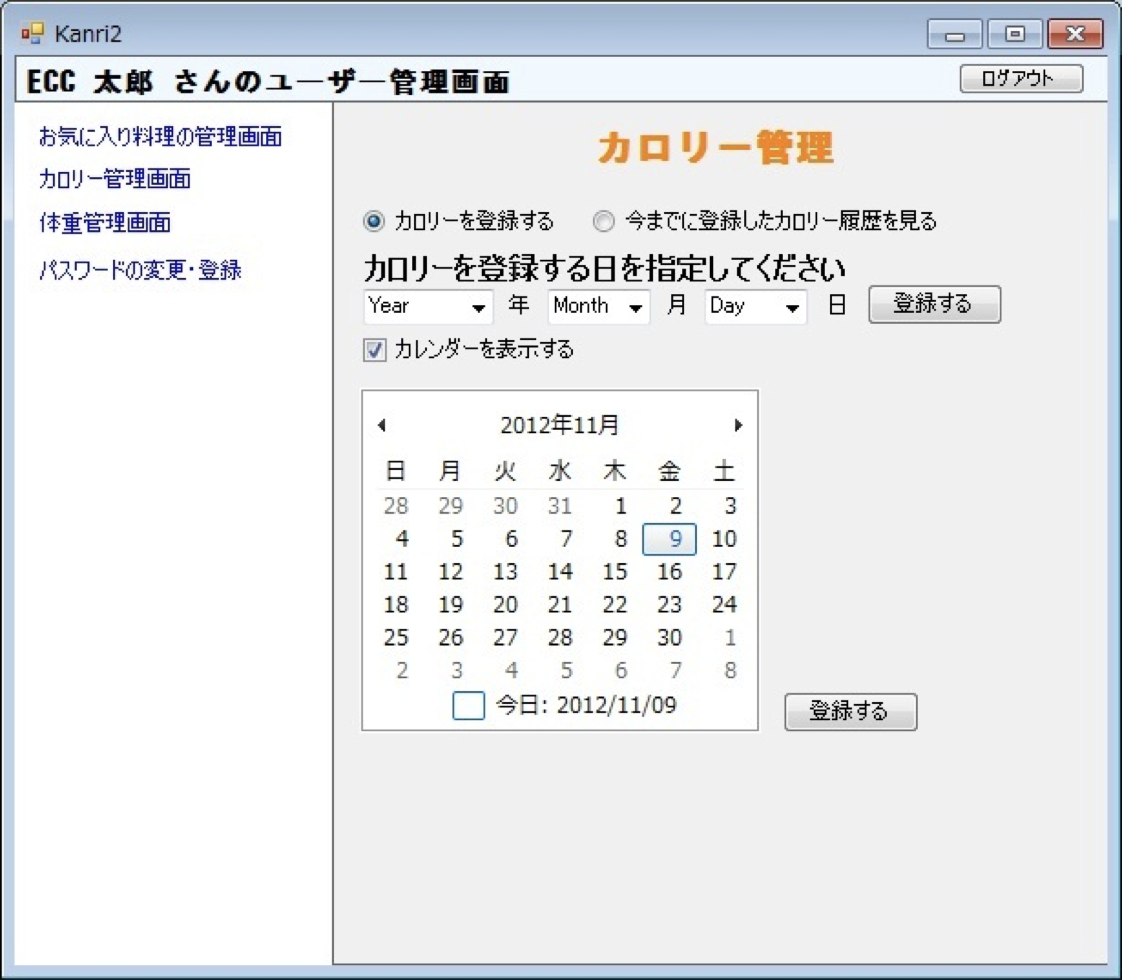 Kanri2
ECC 太郎 さんのユーザー管理画面 ログアウト
お気に入り料理の管理画面
カロリー管理画面
体重管理画面
パスワードの変更・登録
カロリー管理
カロリーを登録する 今までに登録したカロリー履歴を見る
カロリーを登録する日を指定してください
Year 年 Month 月 Day 日 登録する
カレンダーを表示する
2012年11月
日 月 火 水 木 金 土
28 29 30 31 1 2 3
4 5 6 7 8 9 10
11 12 13 14 15 16 17
18 19 20 21 22 23 24
25 26 27 28 29 30 1
2 3 4 5 6 7 8
今日: 2012/11/09
登録する